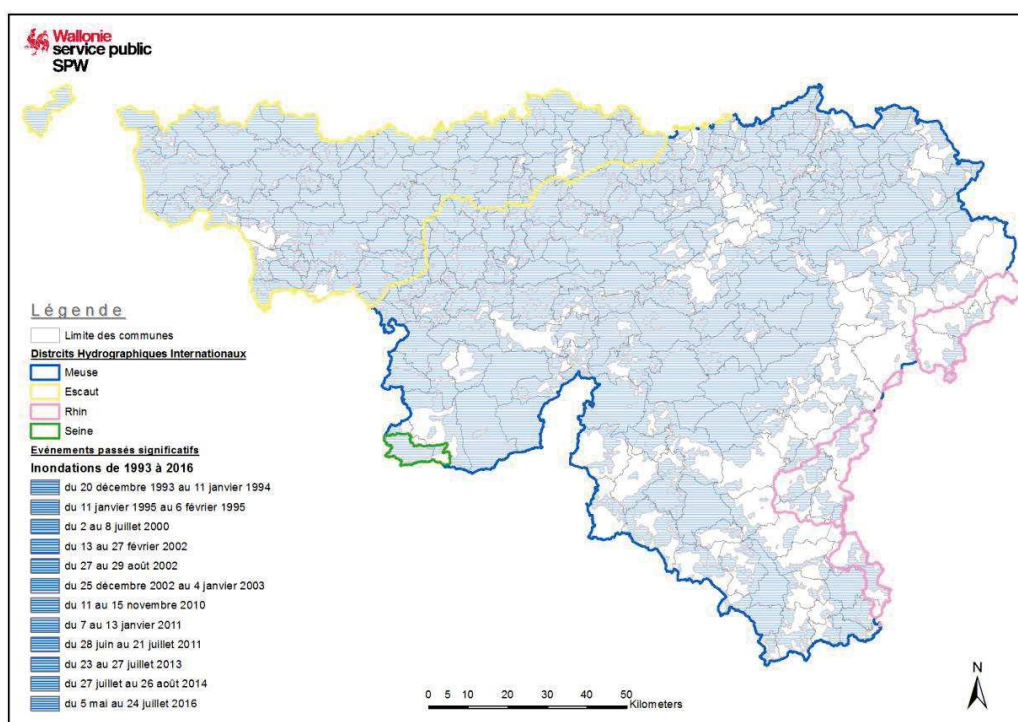 Wallonie
service public
SPW
Légende
Limite des communes
Distrcits Hydrographiques Internationaux
Meuse
Escaut
Rhin
Seine
Evénements passés significatifs
Inondations de 1993 à 2016
du 20 décembre 1993 au 11 janvier 1994
du 11 janvier 1995 au 6 février 1995
du 2 au 8 juillet 2000
du 13 au 27 février 2002
du 27 au 29 août 2002
du 25 décembre 2002 au 4 janvier 2003
du 11 au 15 novembre 2010
du 7 au 13 janvier 2011
du 28 juin au 21 juillet 2011
du 23 au 27 juillet 2013
du 27 juillet au 26 août 2014
du 5 mai au 24 juillet 2016
0 5 10 20 30 40 50
Kilometers
N